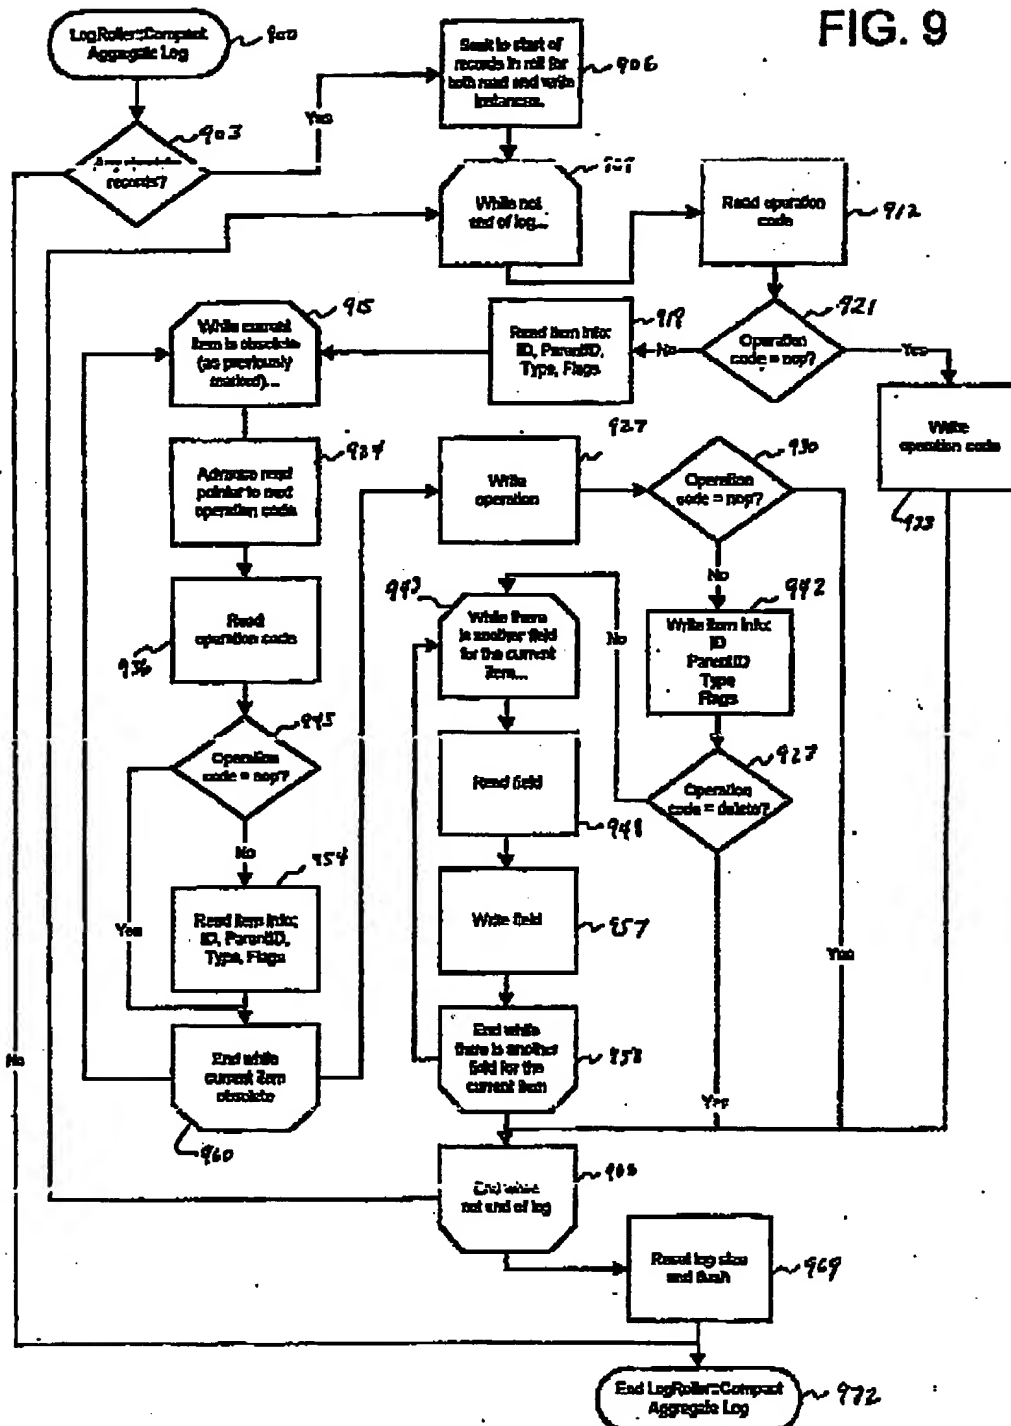 FIG. 9
LogRoller::Compact
Aggregate Log
900
903
records?
Yes
No
Seek to start of
records in roll for
both read and write
instances.
906
While not
end of log...
Read operation
code
912
921
Operation
code = nop?
No
Yes
Write
operation code
933
Read item info:
ID, ParentID,
Type, Flags
915
While current
item is obsolete
(as previously
marked)...
Advance read
pointer to next
operation code
Read
operation code
936
945
Operation
code = nop?
No
Yes
954
Read item info:
ID, ParentID,
Type, Flags
End while
current item
obsolete
960
927
Write
operation
930
Operation
code = nop?
No
Yes
942
Write item info:
ID
ParentID
Type
Flags
Operation
code = delete?
No
Yes
While there
is another field
for the current
item...
Read field
948
Write field
957
End while
there is another
field for the
current item
End while
not end of log
Reset log size
and flush
969
End LogRoller::Compact
Aggregate Log
972